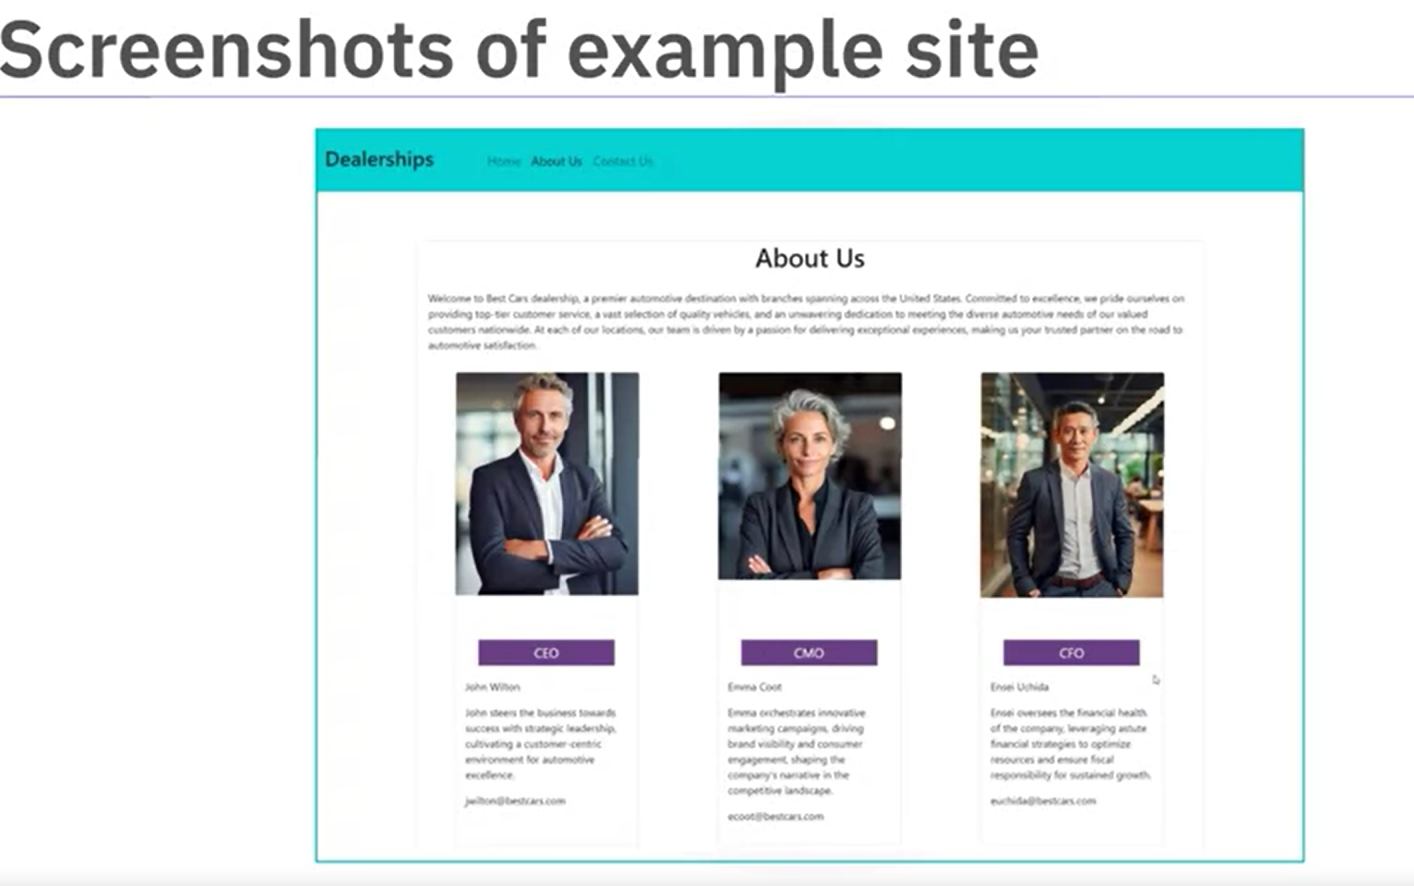 Screenshots of example site
Dealerships
Home About Us Contact Us
About Us
Welcome to Best Cars dealership, a premier automotive destination with branches spanning across the United States. Committed to excellence, we pride ourselves on
providing top-tier customer service, a vast selection of quality vehicles, and an unwavering dedication to meeting the diverse automotive needs of our valued
customers nationwide. At each of our locations, our team is driven by a passion for delivering exceptional experiences, making us your trusted partner on the road to
automotive satisfaction.
CEO
John Wilton
John steers the business towards
success with strategic leadership,
cultivating a customer-centric
environment for automotive
excellence.
jwilton@bestcars.com
CMO
Emma Coot
Emma orchestrates innovative
marketing campaigns, driving
brand visibility and consumer
engagement, shaping the
company's narrative in the
competitive landscape.
ecoot@bestcars.com
CFO
Ensei Uchida
Ensei oversees the financial health
of the company, leveraging astute
financial strategies to optimize
resources and ensure fiscal
responsibility for sustained growth.
euchida@bestcars.com